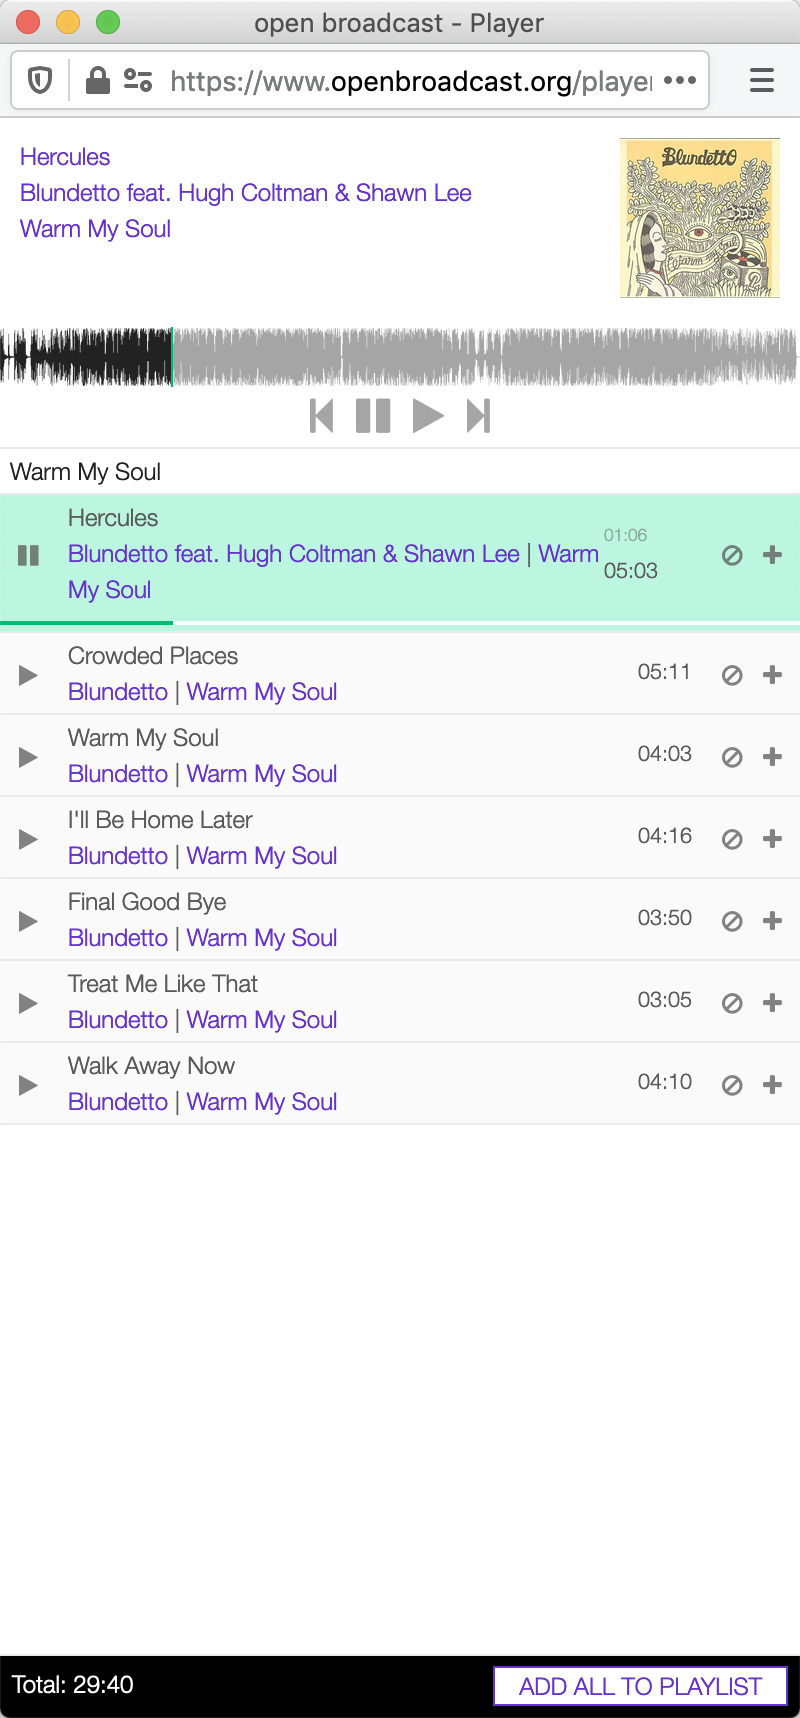 open broadcast - Player
https://www.openbroadcast.org/player
Hercules
Blundetto feat. Hugh Coltman & Shawn Lee
Warm My Soul
Blundetto
Warm my Soul
2
Warm My Soul
Hercules
Blundetto feat. Hugh Coltman & Shawn Lee | Warm
My Soul
01:06
05:03
Crowded Places
Blundetto | Warm My Soul
05:11
Warm My Soul
Blundetto | Warm My Soul
04:03
I'll Be Home Later
Blundetto | Warm My Soul
04:16
Final Good Bye
Blundetto | Warm My Soul
03:50
Treat Me Like That
Blundetto | Warm My Soul
03:05
Walk Away Now
Blundetto | Warm My Soul
04:10
Total: 29:40
ADD ALL TO PLAYLIST